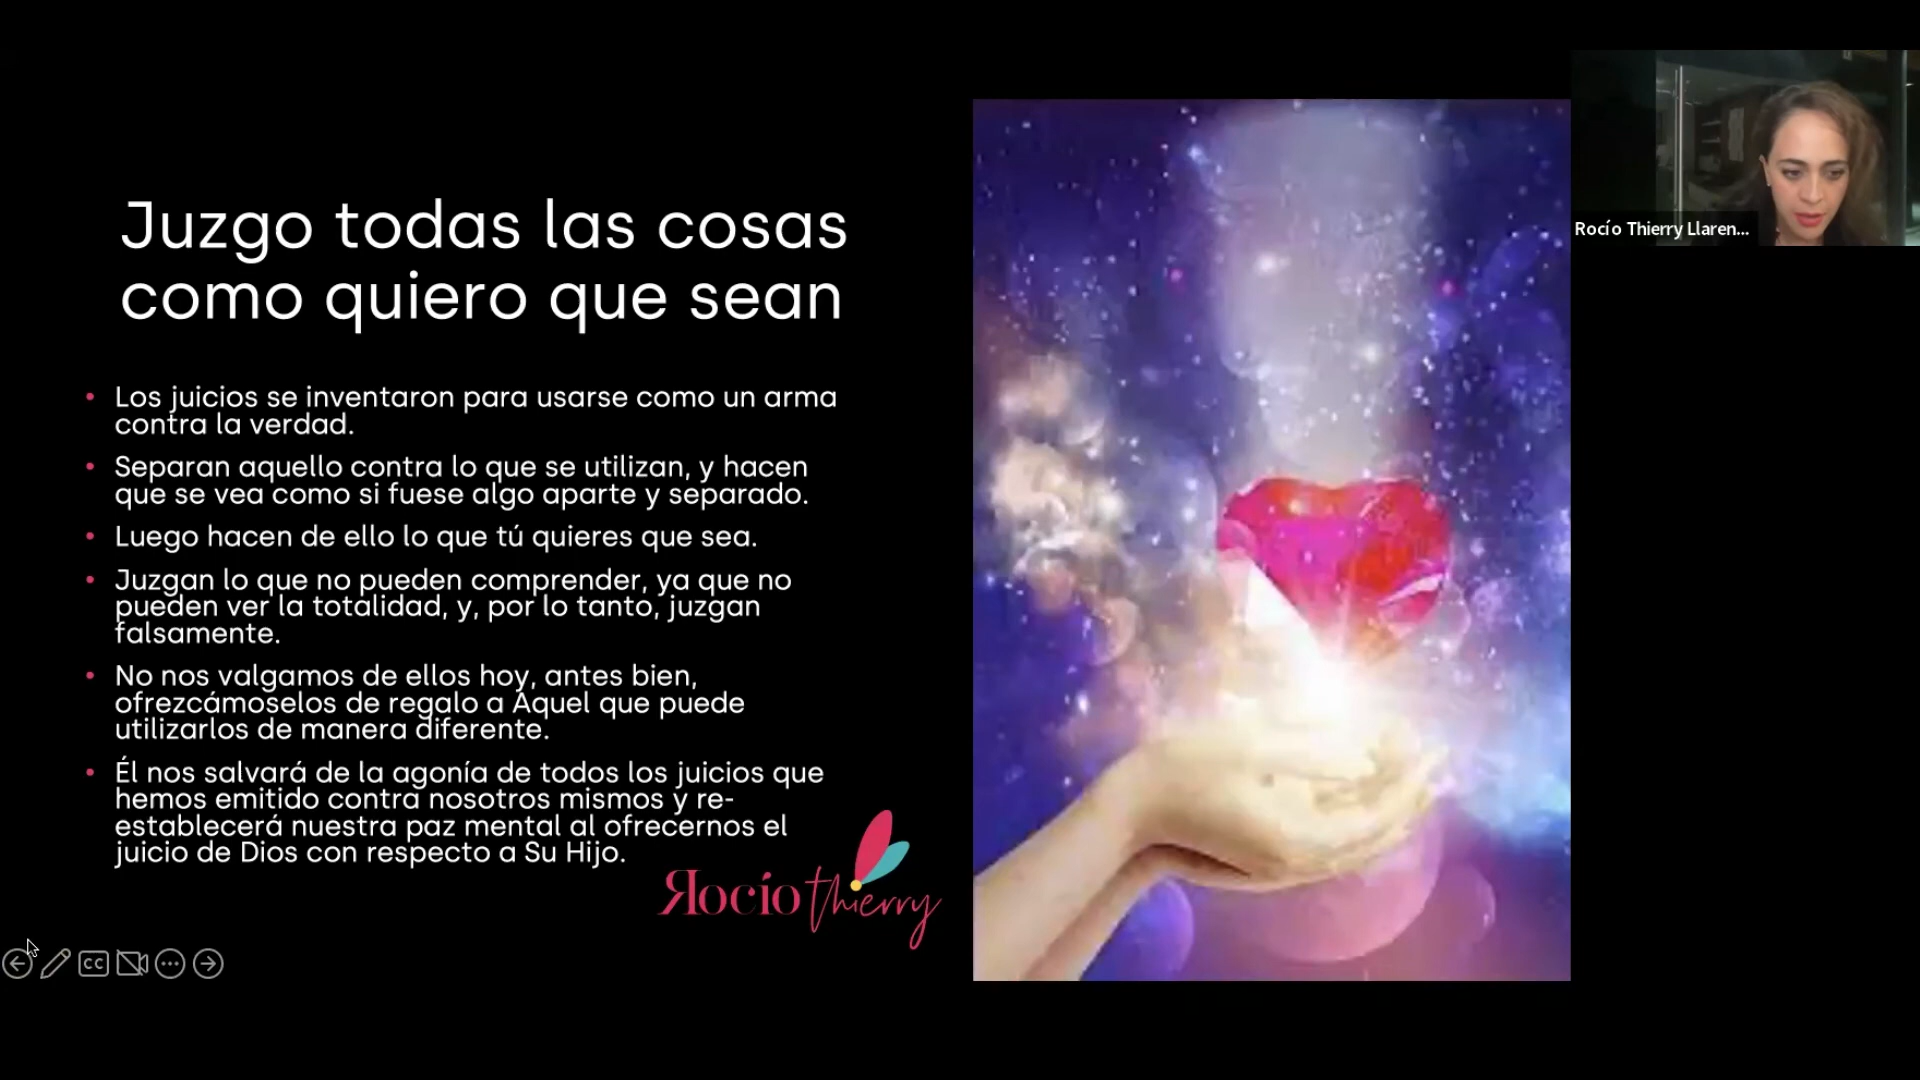 Juzgo todas las cosas
como quiero que sean
• Los juicios se inventaron para usarse como un arma
contra la verdad.
• Separan aquello contra lo que se utilizan, y hacen
que se vea como si fuese algo aparte y separado.
• Luego hacen de ello lo que tú quieres que sea.
• Juzgan lo que no pueden comprender, ya que no
pueden ver la totalidad, y, por lo tanto, juzgan
falsamente.
• No nos valgamos de ellos hoy, antes bien,
ofrezcámoselos de regalo a Aquel que puede
utilizarlos de manera diferente.
• Él nos salvará de la agonía de todos los juicios que
hemos emitido contra nosotros mismos y re-
establecerá nuestra paz mental al ofrecernos el
juicio de Dios con respecto a Su Hijo.
Rocío thierry
CC
Rocío Thierry Llaren...